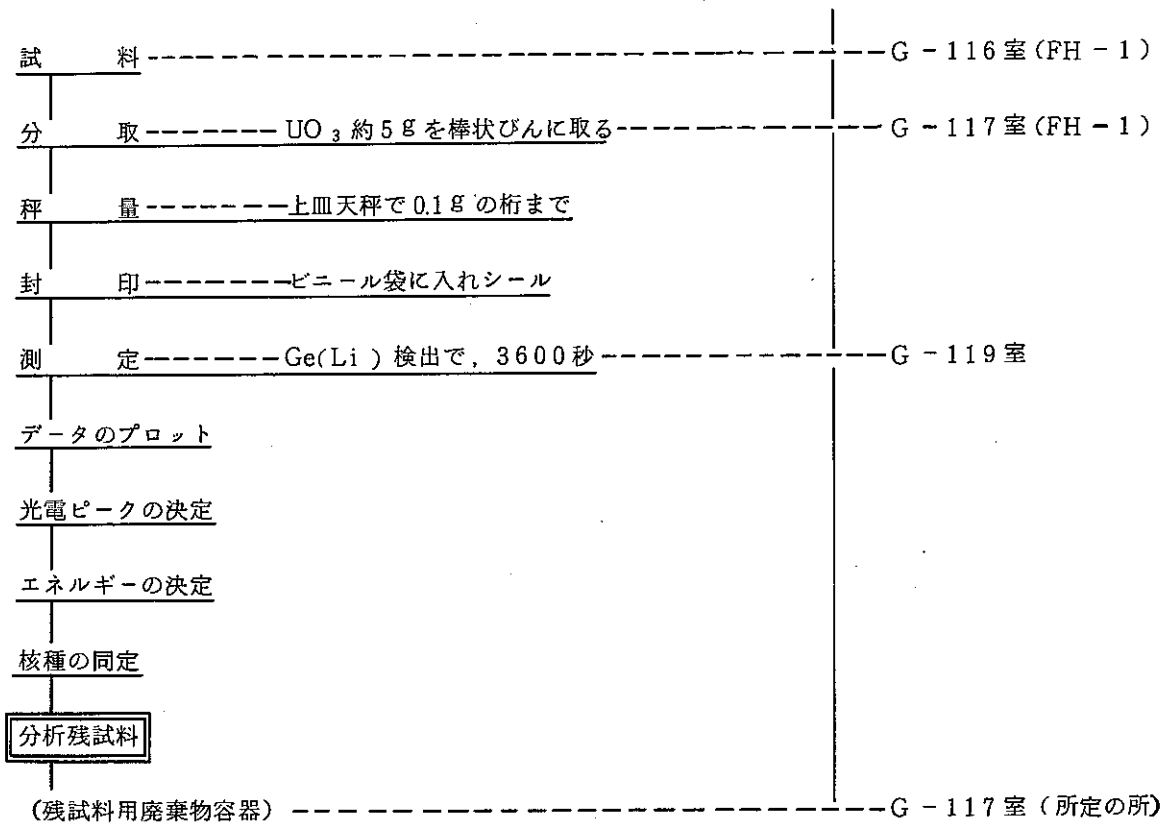 試料 G-116室(FH-1)
分取 UO₃約5gを棒状びんに取る G-117室(FH-1)
秤量 上皿天秤で0.1gの桁まで
封印 ビニール袋に入れシール
測定 Ge(Li)検出で,3600秒 G-119室
データのプロット
光電ピークの決定
エネルギーの決定
核種の同定
分析残試料
(残試料用廃棄物容器) G-117室(所定の所)